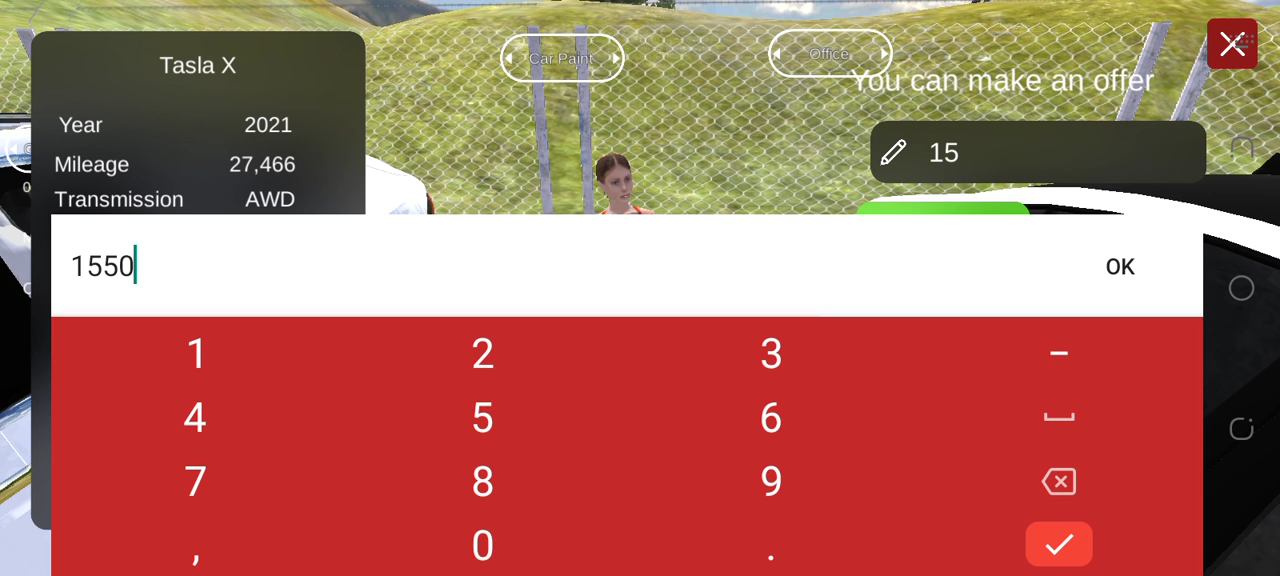 Tasla X
Year 2021
Mileage 27,466
Transmission AWD
Car Paint
Office
You can make an offer
15
1550
OK
1 2 3 −
4 5 6
7 8 9
, 0 .